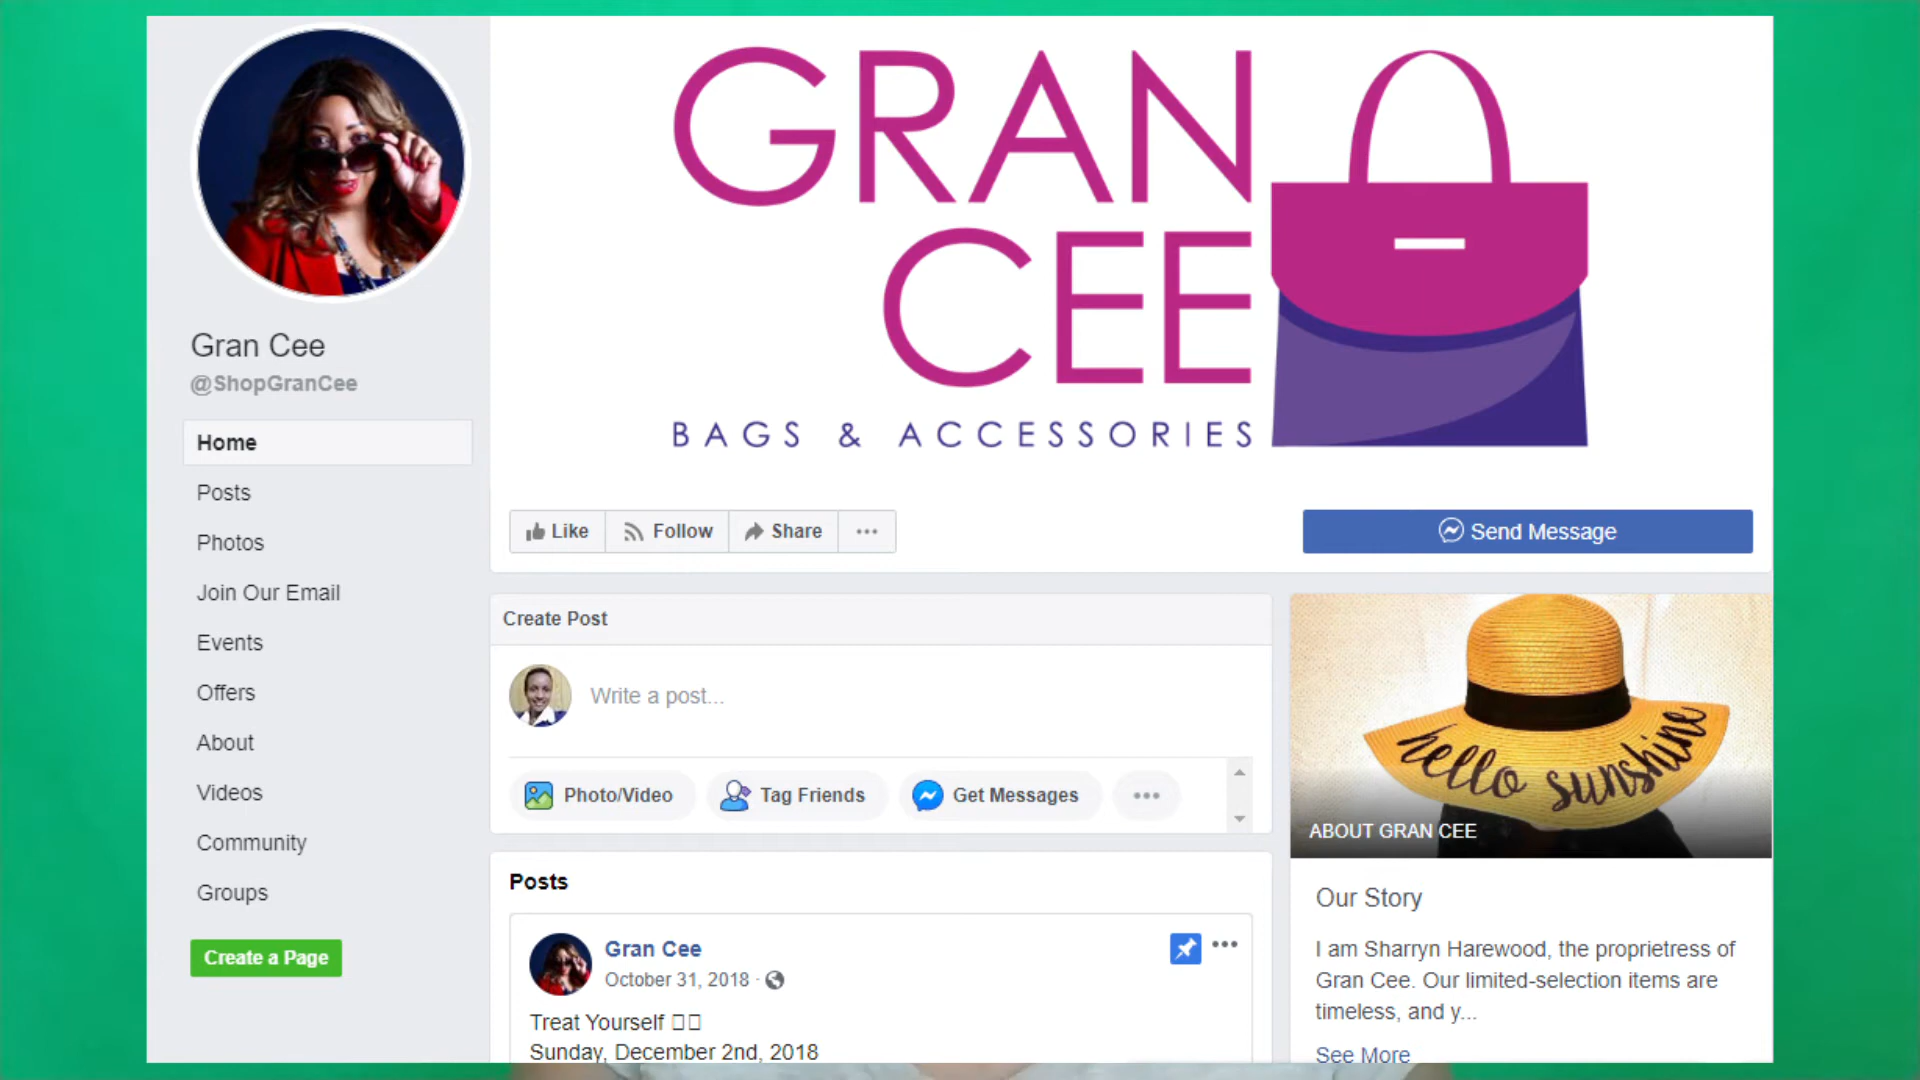 GRAN
CEE
BAGS & ACCESSORIES
Gran Cee
@ShopGranCee
Home
Posts
Photos
Join Our Email
Events
Offers
About
Videos
Community
Groups
Create a Page
Like
Follow
Share
Send Message
Create Post
Write a post...
Photo/Video
Tag Friends
Get Messages
Posts
Gran Cee
October 31, 2018 ·
Treat Yourself
Sunday, December 2nd, 2018
hello sunshine
ABOUT GRAN CEE
Our Story
I am Sharryn Harewood, the proprietress of
Gran Cee. Our limited-selection items are
timeless, and y...
See More